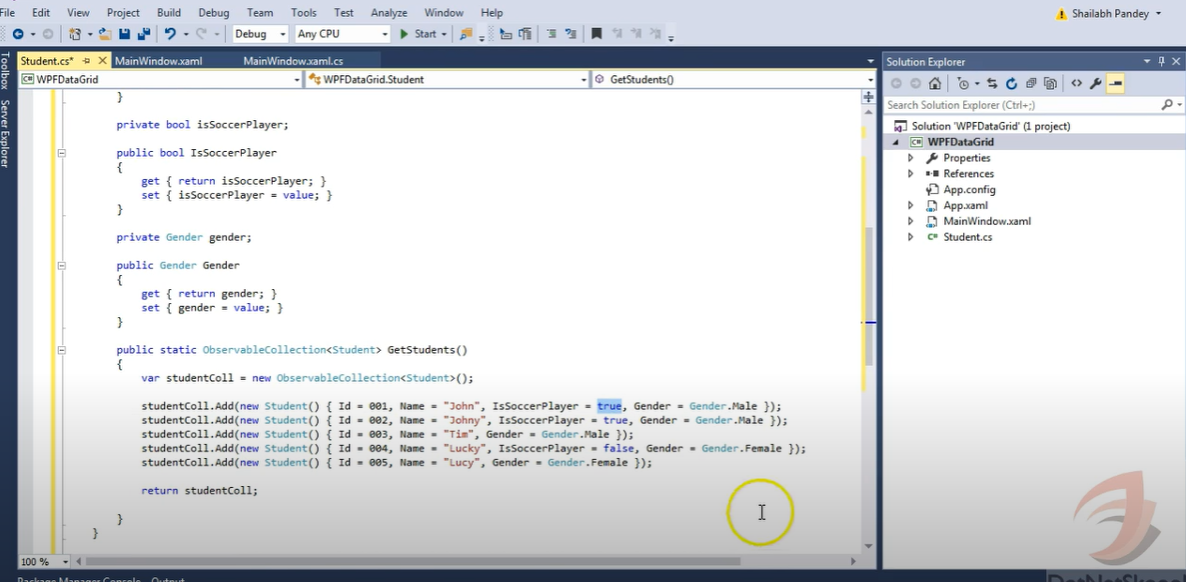 File Edit View Project Build Debug Team Tools Test Analyze Window Help
Shailabh Pandey
Debug Any CPU Start
Student.cs* MainWindow.xaml MainWindow.xaml.cs
WPFDataGrid WPFDataGrid.Student GetStudents()
Toolbox
Server Explorer
}
private bool isSoccerPlayer;
public bool IsSoccerPlayer
{
get { return isSoccerPlayer; }
set { isSoccerPlayer = value; }
}
private Gender gender;
public Gender Gender
{
get { return gender; }
set { gender = value; }
}
public static ObservableCollection<Student> GetStudents()
{
var studentColl = new ObservableCollection<Student>();
studentColl.Add(new Student() { Id = 001, Name = "John", IsSoccerPlayer = true, Gender = Gender.Male });
studentColl.Add(new Student() { Id = 002, Name = "Johny", IsSoccerPlayer = true, Gender = Gender.Male });
studentColl.Add(new Student() { Id = 003, Name = "Tim", Gender = Gender.Male });
studentColl.Add(new Student() { Id = 004, Name = "Lucky", IsSoccerPlayer = false, Gender = Gender.Female });
studentColl.Add(new Student() { Id = 005, Name = "Lucy", Gender = Gender.Female });
return studentColl;
}
}
100 %
Solution Explorer
Search Solution Explorer (Ctrl+;)
Solution 'WPFDataGrid' (1 project)
WPFDataGrid
Properties
References
App.config
App.xaml
MainWindow.xaml
Student.cs
Package Manager Console Output